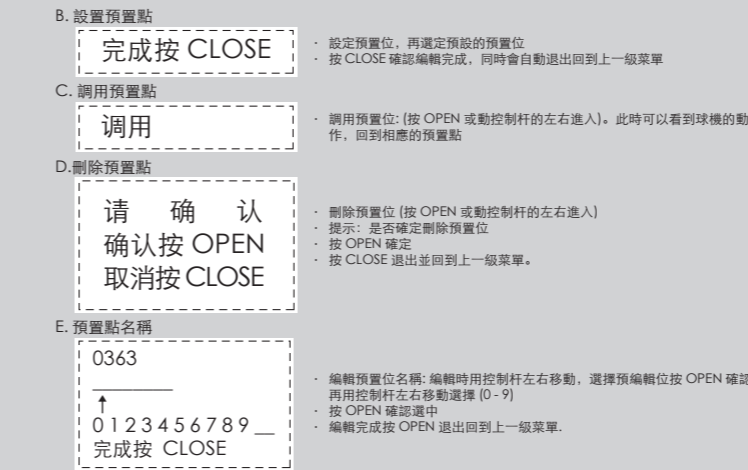 B. 設置預置點
完成按 CLOSE
· 設定預置位，再選定預設的預置位
· 按 CLOSE 確認編輯完成，同時會自動退出回到上一級菜單
C. 調用預置點
调用
· 調用預置位: (按 OPEN 或動控制杆的左右進入)。此時可以看到球機的動
作，回到相應的預置點
D.刪除預置點
请 确 认
确认按 OPEN
取消按 CLOSE
· 刪除預置位 (按 OPEN 或動控制杆的左右進入)
· 提示：是否確定刪除預置位
· 按 OPEN 確定
· 按 CLOSE 退出並回到上一級菜單。
E. 預置點名稱
0363
________
↑
0 1 2 3 4 5 6 7 8 9 __
完成按 CLOSE
· 編輯預置位名稱: 編輯時用控制杆左右移動，選擇預編輯位按 OPEN 確認
再用控制杆左右移動選擇 (0 - 9)
· 按 OPEN 確認選中
· 編輯完成按 OPEN 退出回到上一級菜單.